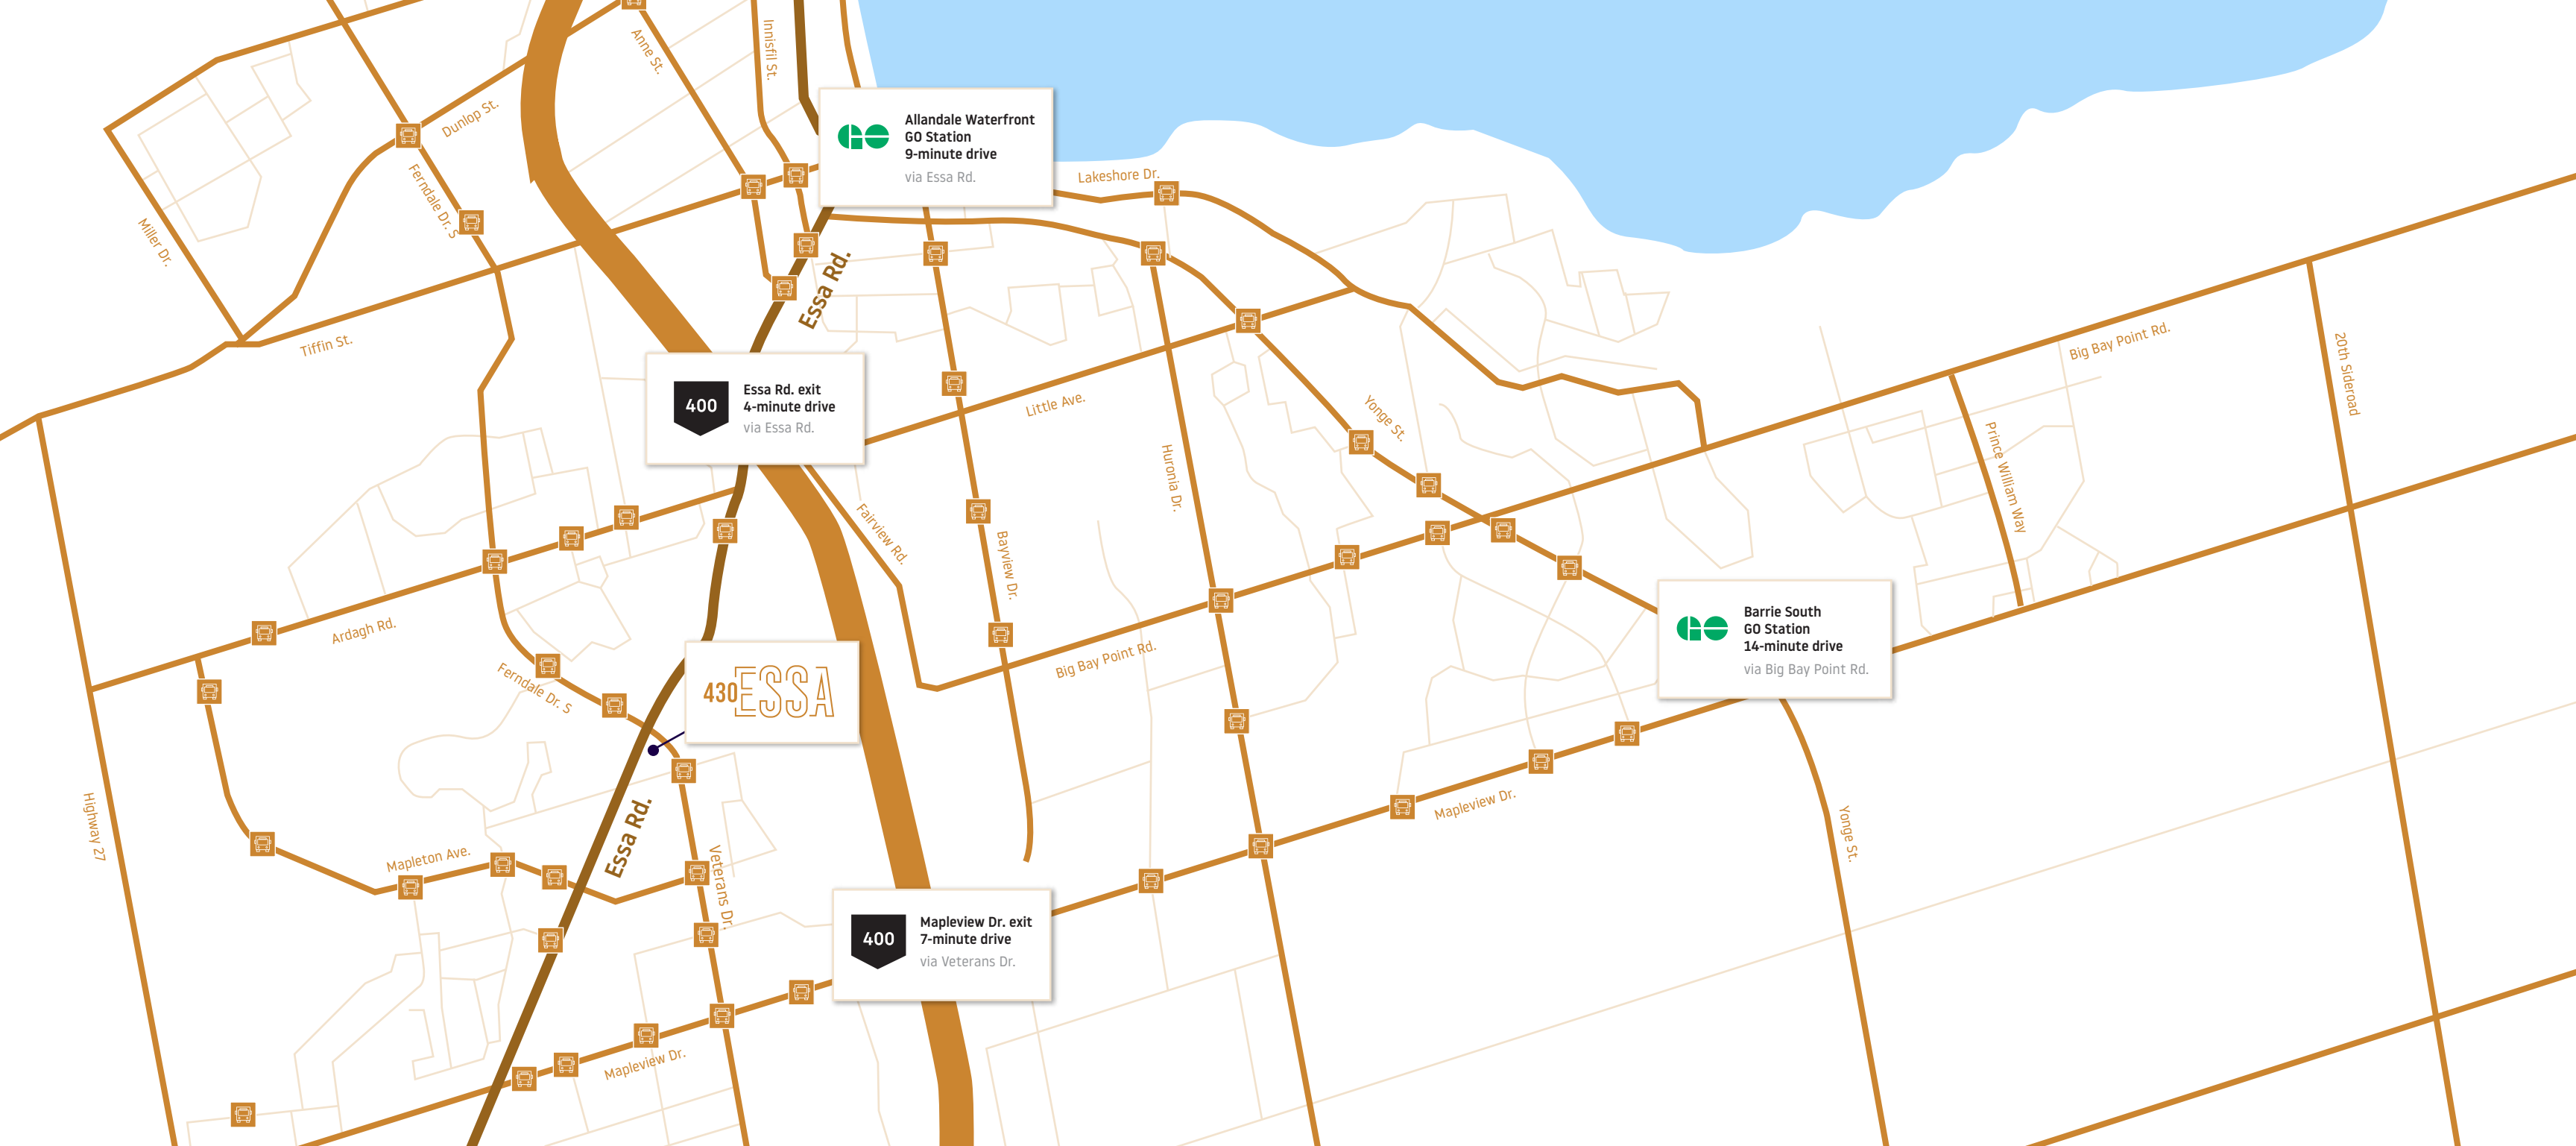 Anne St.
Innisfil St.
Dunlop St.
Ferndale Dr. S
Miller Dr.
Tiffin St.
Allandale Waterfront
GO Station
9-minute drive
via Essa Rd.
Lakeshore Dr.
Essa Rd.
400
Essa Rd. exit
4-minute drive
via Essa Rd.
Little Ave.
Yonge St.
Huronia Dr.
Fairview Rd.
Bayview Dr.
Big Bay Point Rd.
20th Sideroad
Prince William Way
Ardagh Rd.
Big Bay Point Rd.
Barrie South
GO Station
14-minute drive
via Big Bay Point Rd.
Ferndale Dr. S
430 ESSA
Highway 27
Mapleton Ave.
Essa Rd.
Veterans Dr.
Mapleview Dr.
Yonge St.
400
Mapleview Dr. exit
7-minute drive
via Veterans Dr.
Mapleview Dr.